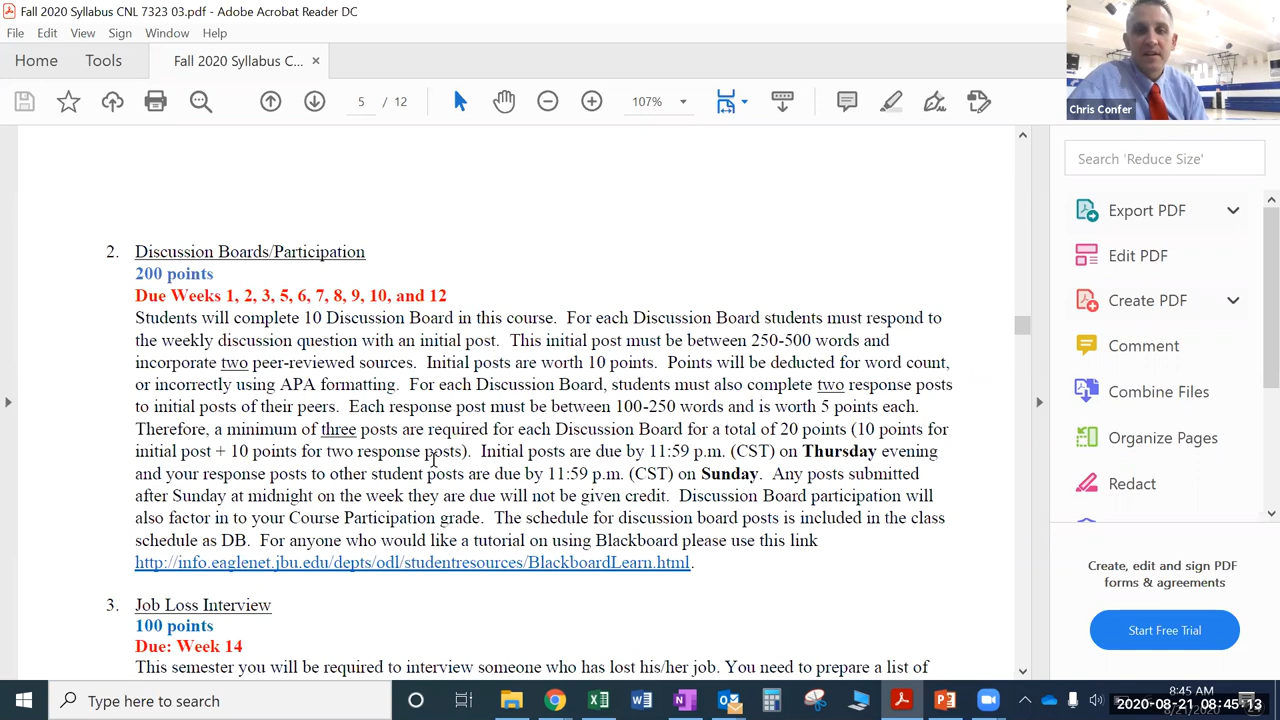 Fall 2020 Syllabus CNL 7323 03.pdf - Adobe Acrobat Reader DC
File Edit View Sign Window Help
Home Tools Fall 2020 Syllabus C... ×
5 / 12 107%
Chris Confer
2. Discussion Boards/Participation
200 points
Due Weeks 1, 2, 3, 5, 6, 7, 8, 9, 10, and 12
Students will complete 10 Discussion Board in this course. For each Discussion Board students must respond to
the weekly discussion question with an initial post. This initial post must be between 250-500 words and
incorporate two peer-reviewed sources. Initial posts are worth 10 points. Points will be deducted for word count,
or incorrectly using APA formatting. For each Discussion Board, students must also complete two response posts
to initial posts of their peers. Each response post must be between 100-250 words and is worth 5 points each.
Therefore, a minimum of three posts are required for each Discussion Board for a total of 20 points (10 points for
initial post + 10 points for two response posts). Initial posts are due by 11:59 p.m. (CST) on Thursday evening
and your response posts to other student posts are due by 11:59 p.m. (CST) on Sunday. Any posts submitted
after Sunday at midnight on the week they are due will not be given credit. Discussion Board participation will
also factor in to your Course Participation grade. The schedule for discussion board posts is included in the class
schedule as DB. For anyone who would like a tutorial on using Blackboard please use this link
http://info.eaglenet.jbu.edu/depts/odl/studentresources/BlackboardLearn.html.
3. Job Loss Interview
100 points
Due: Week 14
This semester you will be required to interview someone who has lost his/her job. You need to prepare a list of
Search 'Reduce Size'
Export PDF
Edit PDF
Create PDF
Comment
Combine Files
Organize Pages
Redact
Create, edit and sign PDF
forms & agreements
Start Free Trial
Type here to search
8:45 AM
2020-08-21 08:45:13